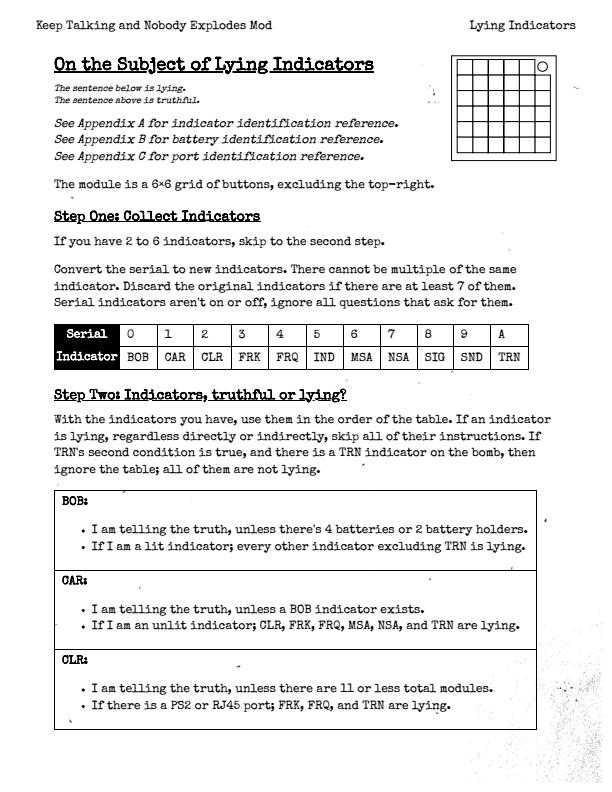 Keep Talking and Nobody Explodes Mod
Lying Indicators
On the Subject of Lying Indicators
The sentence below is lying.
The sentence above is truthful.
See Appendix A for indicator identification reference.
See Appendix B for battery identification reference.
See Appendix C for port identification reference.
The module is a 6×6 grid of buttons, excluding the top-right.
Step One: Collect Indicators
If you have 2 to 6 indicators, skip to the second step.
Convert the serial to new indicators. There cannot be multiple of the same
indicator. Discard the original indicators if there are at least 7 of them.
Serial indicators aren't on or off, ignore all questions that ask for them.
Serial 0 1 2 3 4 5 6 7 8 9 A
Indicator BOB CAR CLR FRK FRQ IND MSA NSA SIG SND TRN
Step Two: Indicators, truthful or lying?
With the indicators you have, use them in the order of the table. If an indicator
is lying, regardless directly or indirectly, skip all of their instructions. If
TRN's second condition is true, and there is a TRN indicator on the bomb, then
ignore the table; all of them are not lying.
BOB:
• I am telling the truth, unless there's 4 batteries or 2 battery holders.
• If I am a lit indicator; every other indicator excluding TRN is lying.
CAR:
• I am telling the truth, unless a BOB indicator exists.
• If I am an unlit indicator; CLR, FRK, FRQ, MSA, NSA, and TRN are lying.
CLR:
• I am telling the truth, unless there are 11 or less total modules.
• If there is a PS2 or RJ45 port; FRK, FRQ, and TRN are lying.